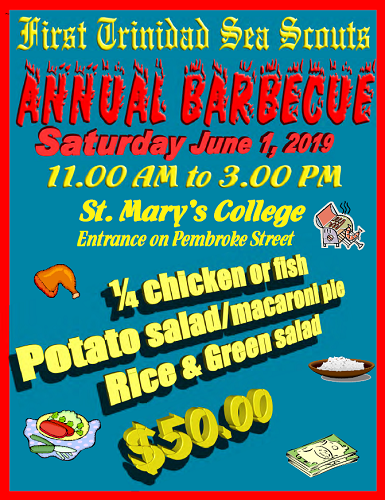 First Trinidad Sea Scouts
ANNUAL BARBECUE
Saturday June 1, 2019
11.00 AM to 3.00 PM
St. Mary's College
Entrance on Pembroke Street
¼ chicken or fish
Potato salad/macaroni pie
Rice & Green salad
$50.00